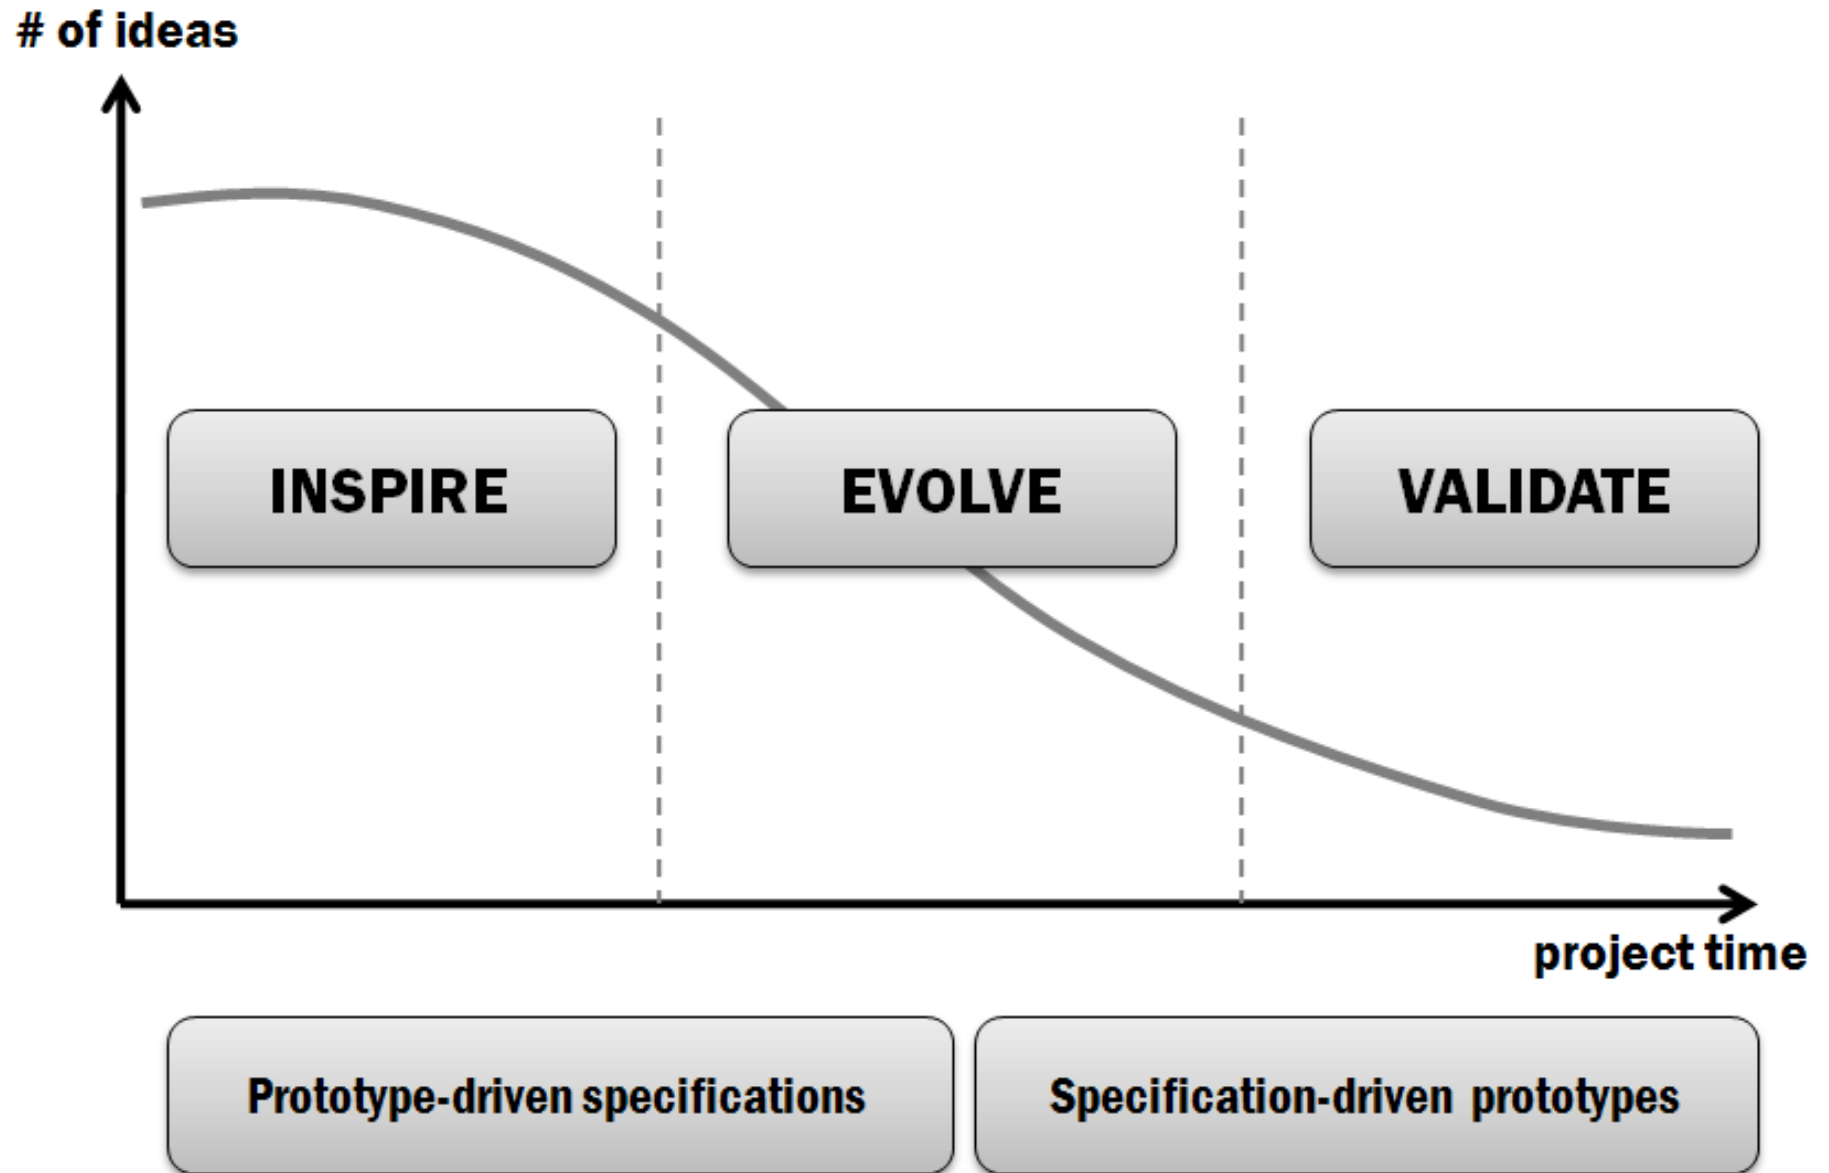 # of ideas
INSPIRE
EVOLVE
VALIDATE
project time
Prototype-driven specifications
Specification-driven prototypes